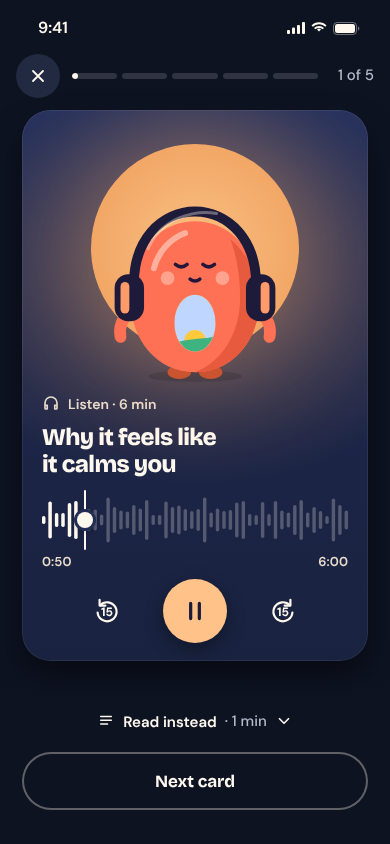 9:41
1 of 5
Listen · 6 min
Why it feels like
it calms you
0:50
6:00
15
15
Read instead · 1 min
Next card